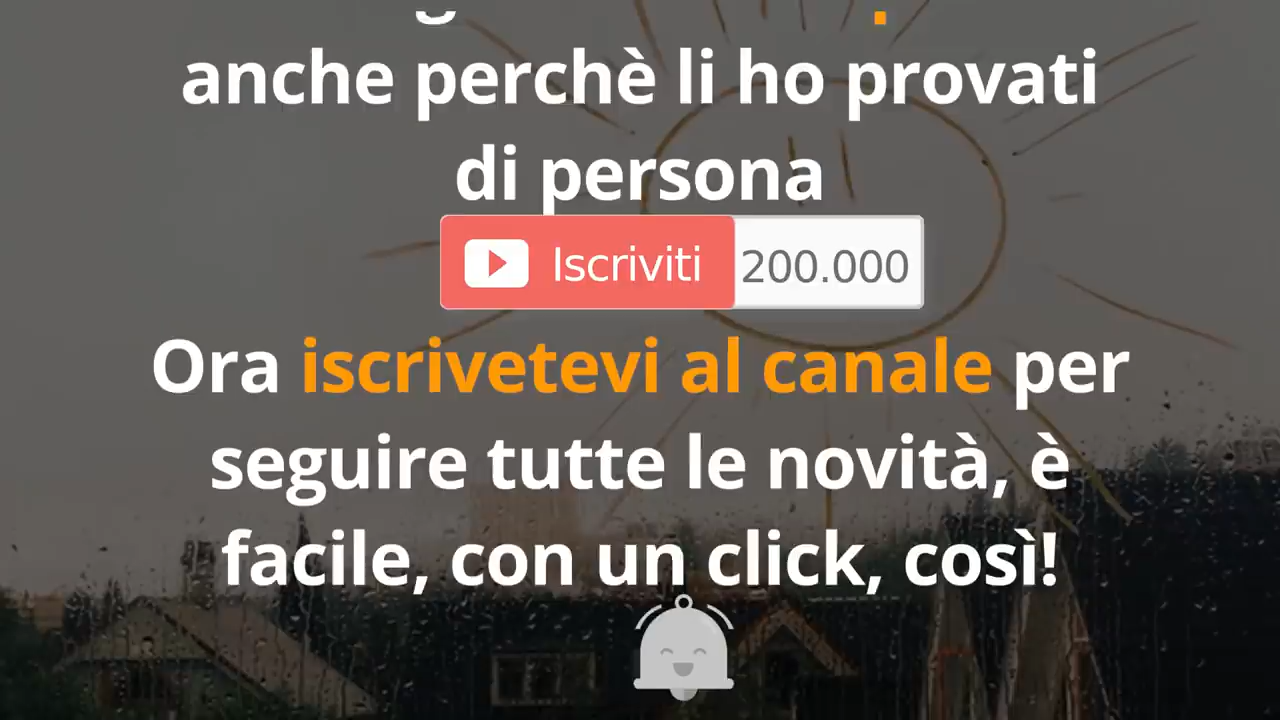 anche perchè li ho provati
di persona
Iscriviti 200.000
Ora iscrivetevi al canale per
seguire tutte le novità, è
facile, con un click, così!